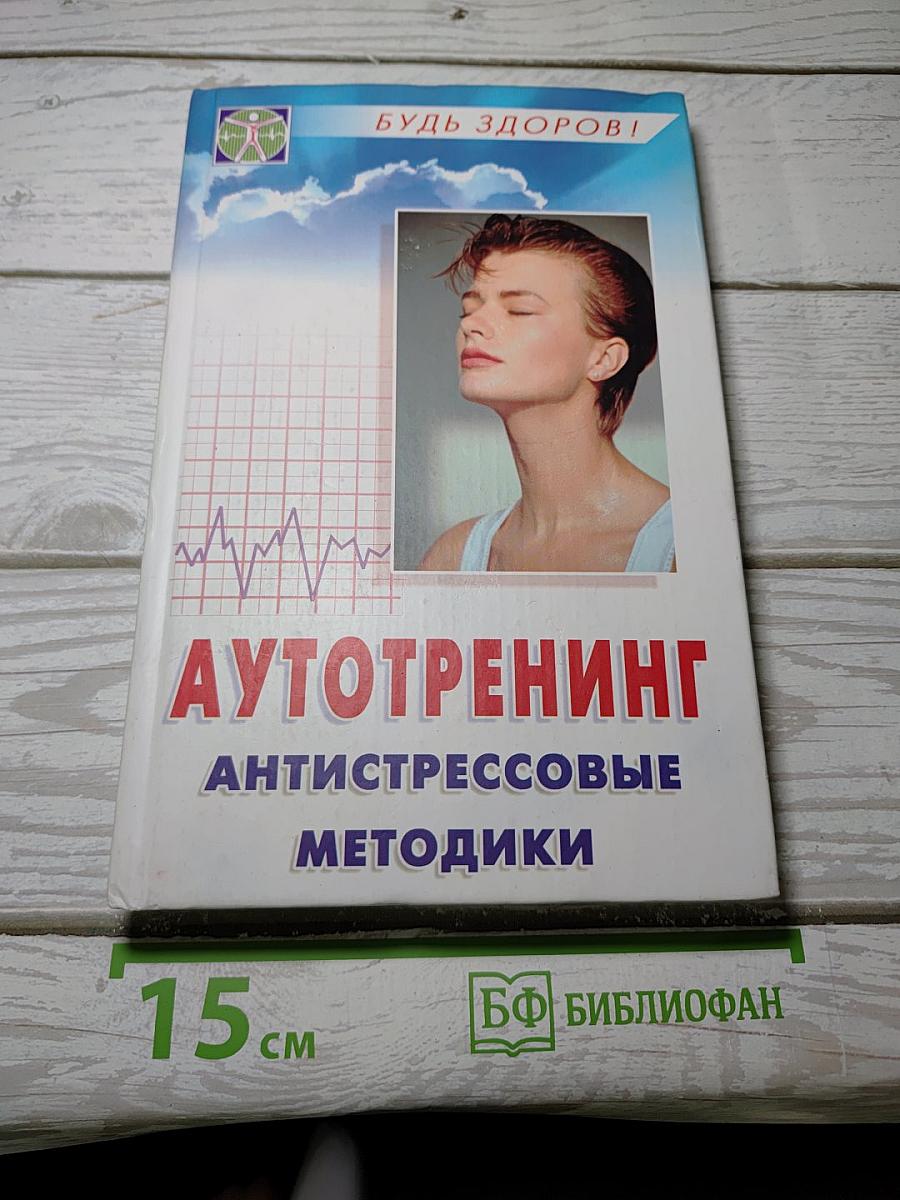 БУДЬ ЗДОРОВ!
АУТОТРЕНИНГ
АНТИСТРЕССОВЫЕ
МЕТОДИКИ
15 см
БФ БИБЛИОФАН